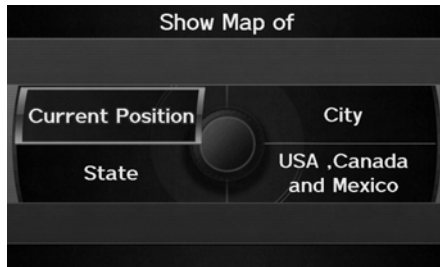 Show Map of
Current Position
City
State
USA ,Canada
and Mexico